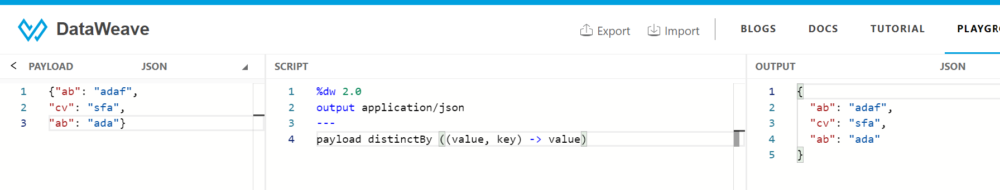 DataWeave
Export Import BLOGS DOCS TUTORIAL PLAYGR
< PAYLOAD JSON
1 {"ab": "adaf",
2 "cv": "sfa",
3 "ab": "ada"}
SCRIPT
1 %dw 2.0
2 output application/json
3 ---
4 payload distinctBy ((value, key) -> value)
OUTPUT JSON
1 {
2 "ab": "adaf",
3 "cv": "sfa",
4 "ab": "ada"
5 }